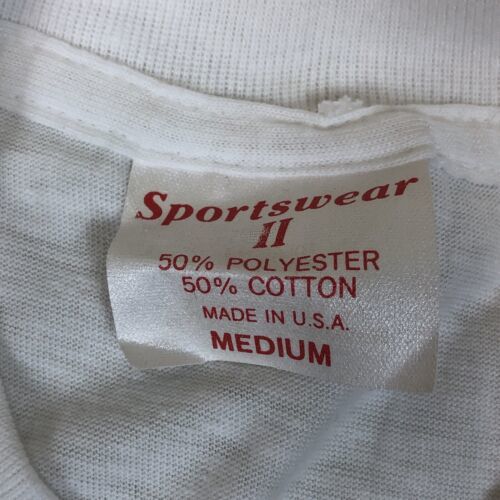 Sportswear
II
50% POLYESTER
50% COTTON
MADE IN U.S.A.
MEDIUM